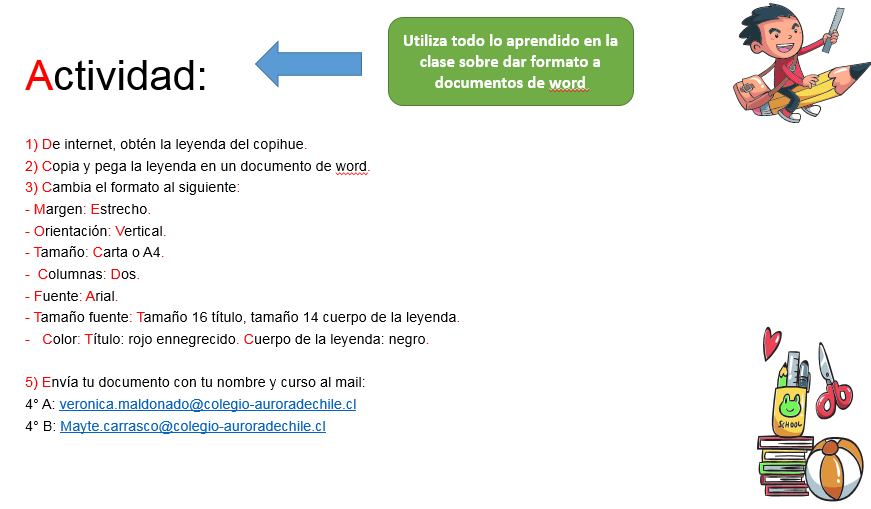 Utiliza todo lo aprendido en la
clase sobre dar formato a
documentos de word
Actividad:
1) De internet, obtén la leyenda del copihue.
2) Copia y pega la leyenda en un documento de word.
3) Cambia el formato al siguiente:
- Margen: Estrecho.
- Orientación: Vertical.
- Tamaño: Carta o A4.
- Columnas: Dos.
- Fuente: Arial.
- Tamaño fuente: Tamaño 16 título, tamaño 14 cuerpo de la leyenda.
- Color: Título: rojo ennegrecido. Cuerpo de la leyenda: negro.
5) Envía tu documento con tu nombre y curso al mail:
4° A: veronica.maldonado@colegio-auroradechile.cl
4° B: Mayte.carrasco@colegio-auroradechile.cl
SCHOOL